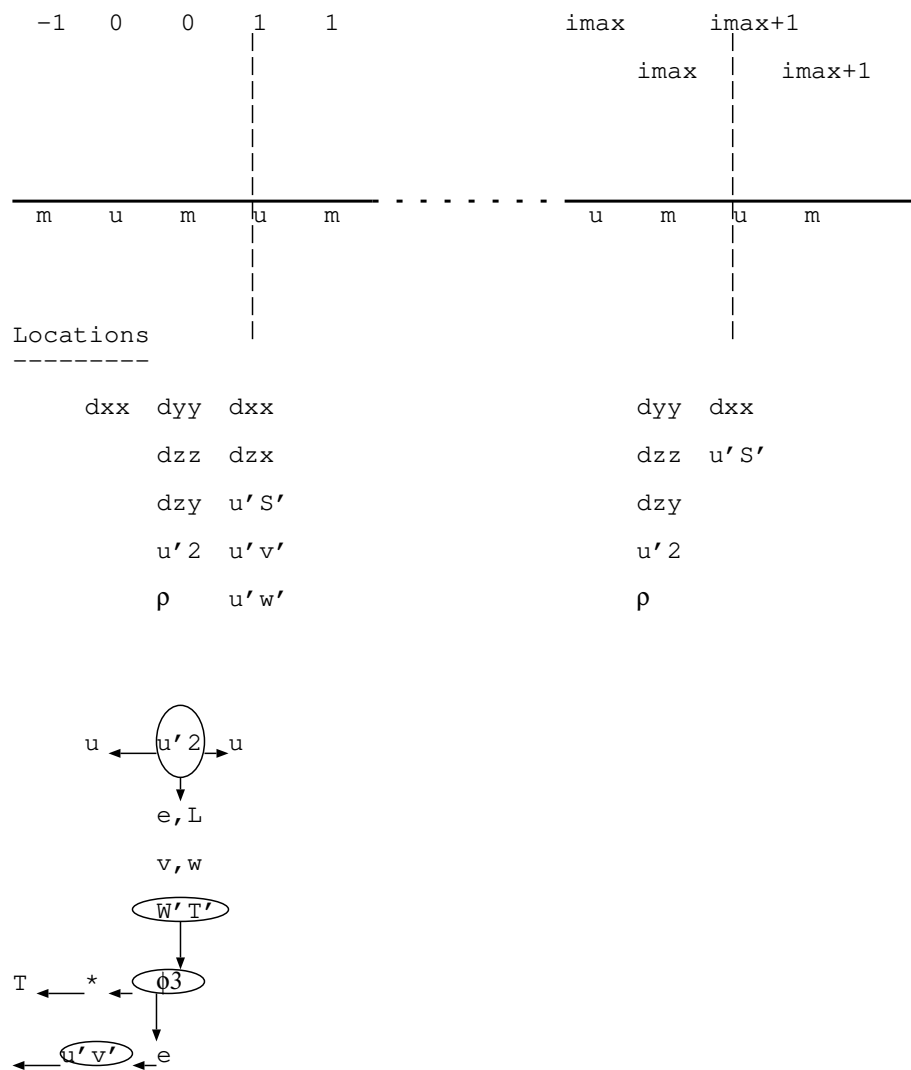 −1 0 0 1 1 imax imax+1
imax imax+1
m u m u m u m u m
Locations
−−−−−−−−−
dxx dyy dxx dyy dxx
dzz dzx dzz u′S′
dzy u′S′ dzy
u′2 u′v′ u′2
ρ u′w′ ρ
u u′2 u
e,L
v,w
W′T′
T * ϕ3
u′v′ e